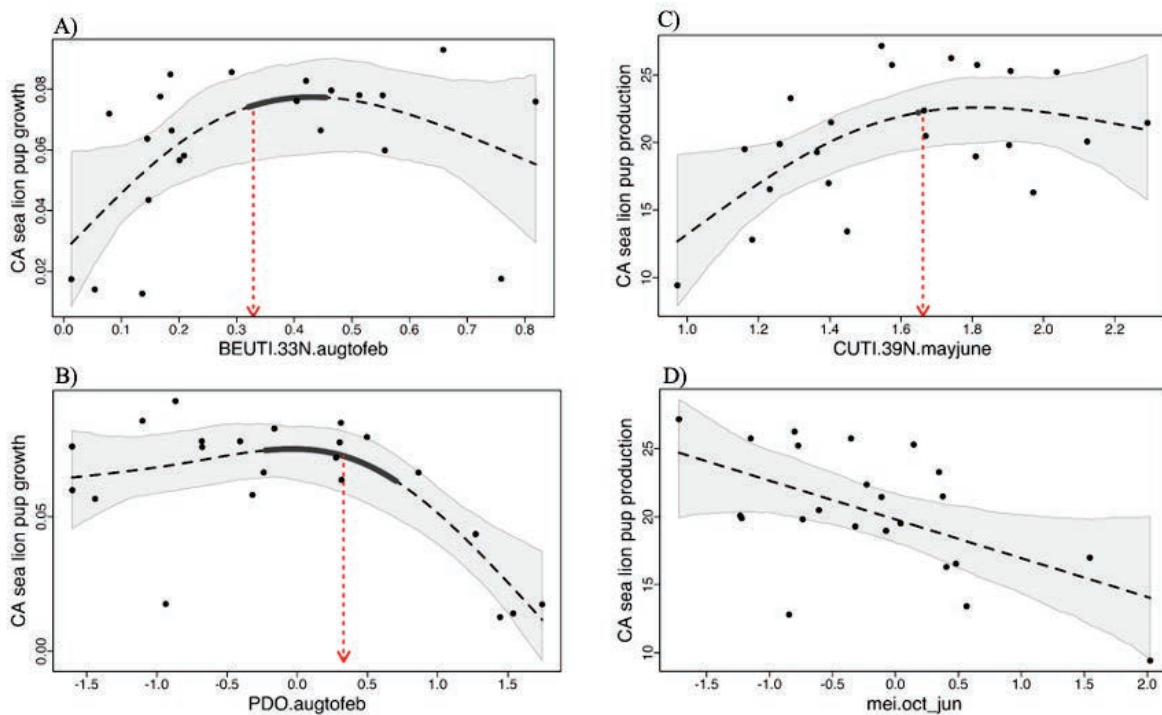 A)
CA sea lion pup growth
0.02 0.04 0.06 0.08
0.0 0.1 0.2 0.3 0.4 0.5 0.6 0.7 0.8
BEUTI.33N.augtofeb
C)
CA sea lion pup production
10 15 20 25
1.0 1.2 1.4 1.6 1.8 2.0 2.2
CUTI.39N.mayjune
B)
CA sea lion pup growth
0.00 0.05
-1.5 -1.0 -0.5 0.0 0.5 1.0 1.5
PDO.augtofeb
D)
CA sea lion pup production
10 15 20 25
-1.5 -1.0 -0.5 0.0 0.5 1.0 1.5 2.0
mei.oct_jun